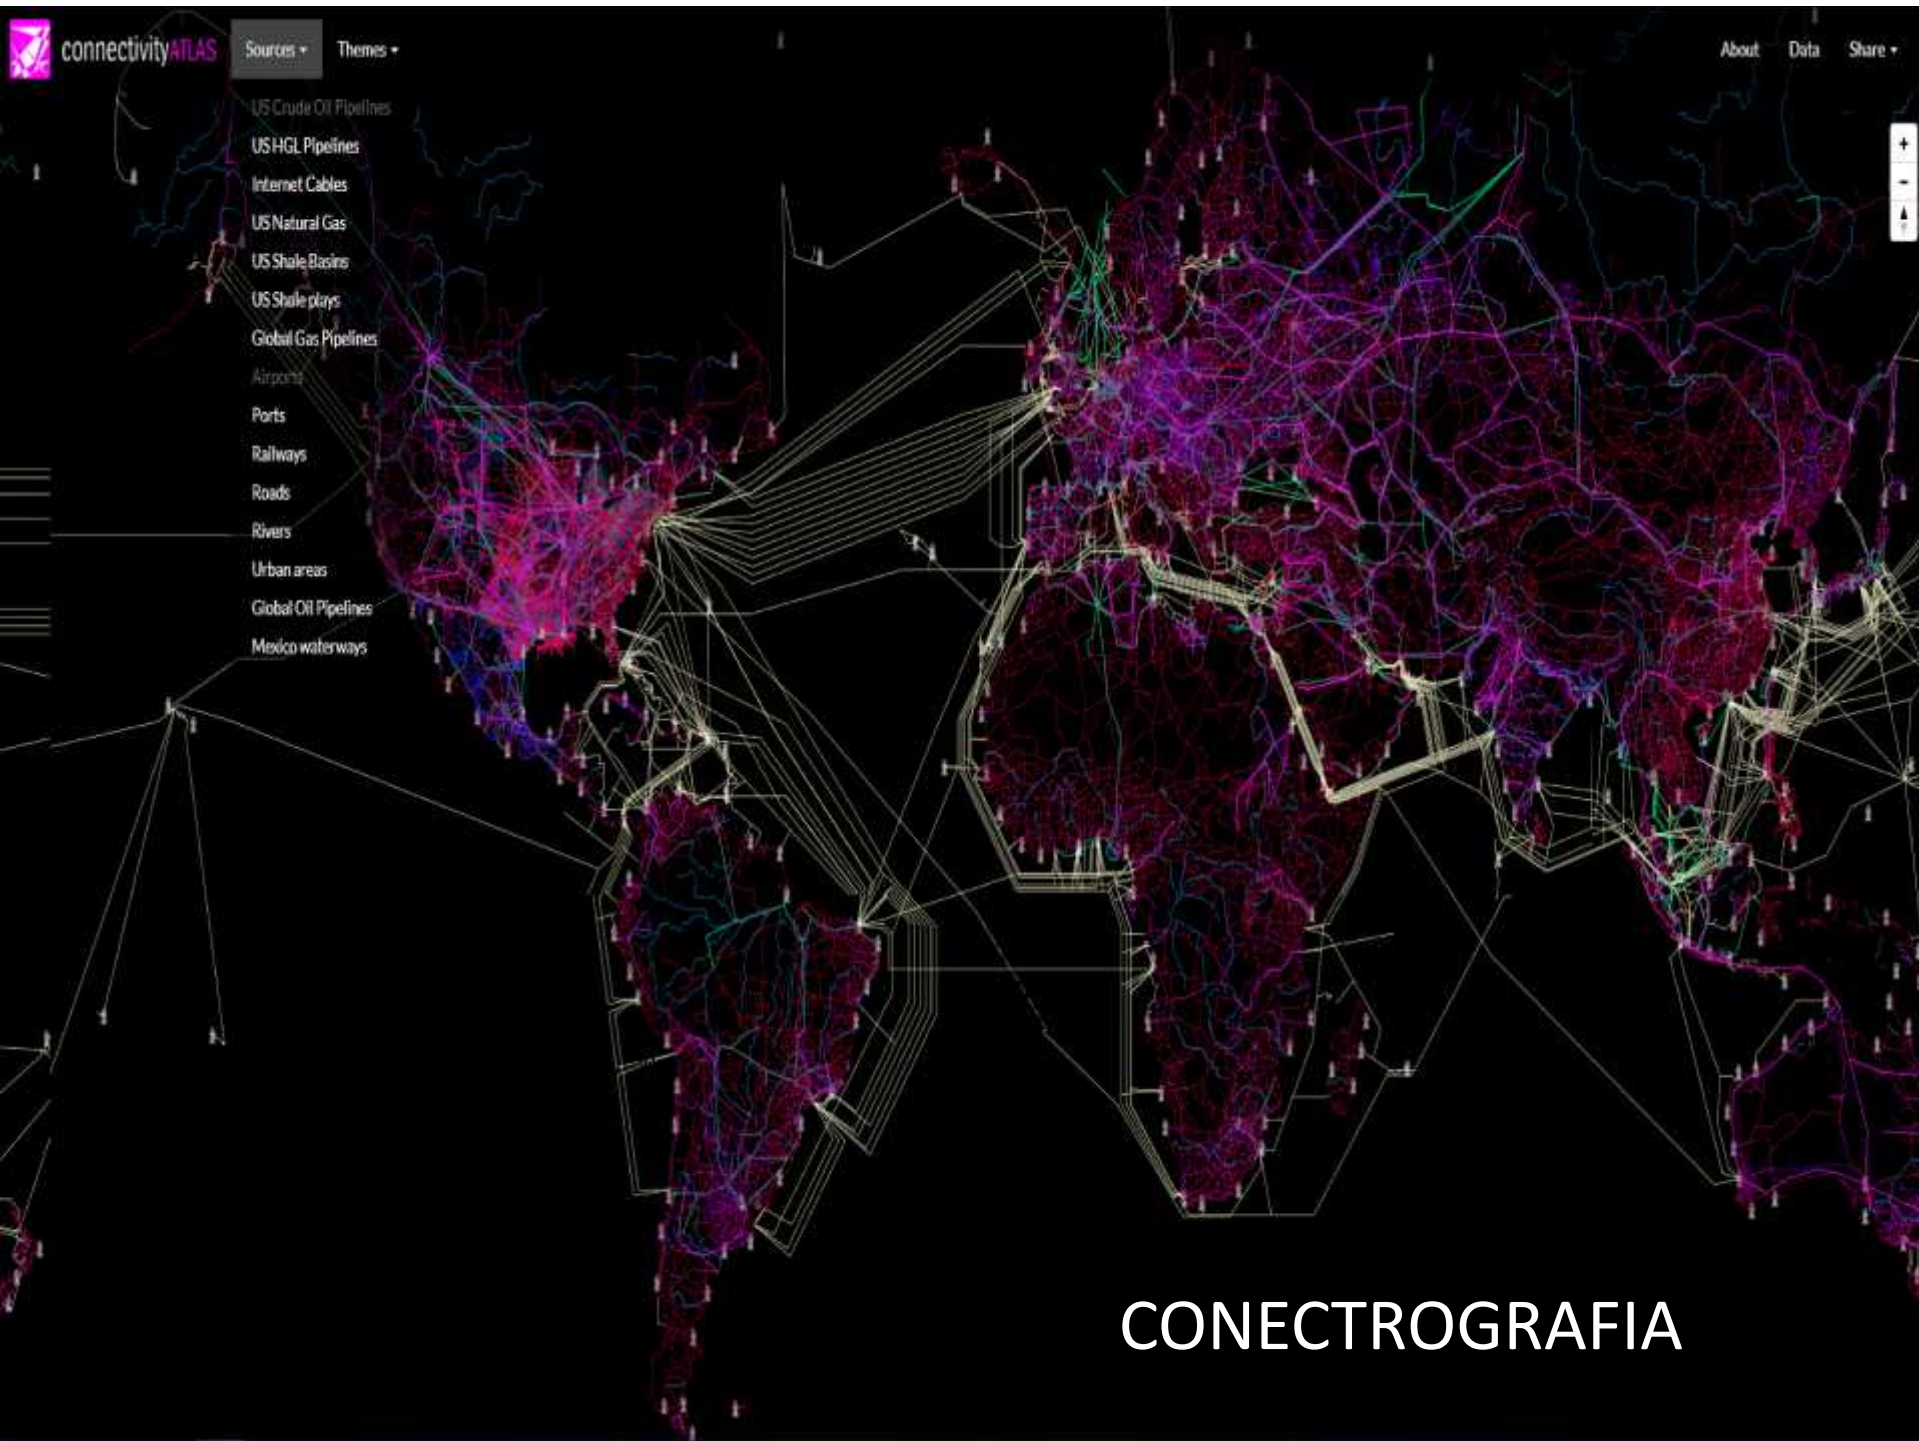 connectivityATLAS Sources Themes About Data Share
US Crude Oil Pipelines
US HGL Pipelines
Internet Cables
US Natural Gas
US Shale Basins
US Shale plays
Global Gas Pipelines
Airports
Ports
Railways
Roads
Rivers
Urban areas
Global Oil Pipelines
Mexico waterways
+
-
CONECTROGRAFIA